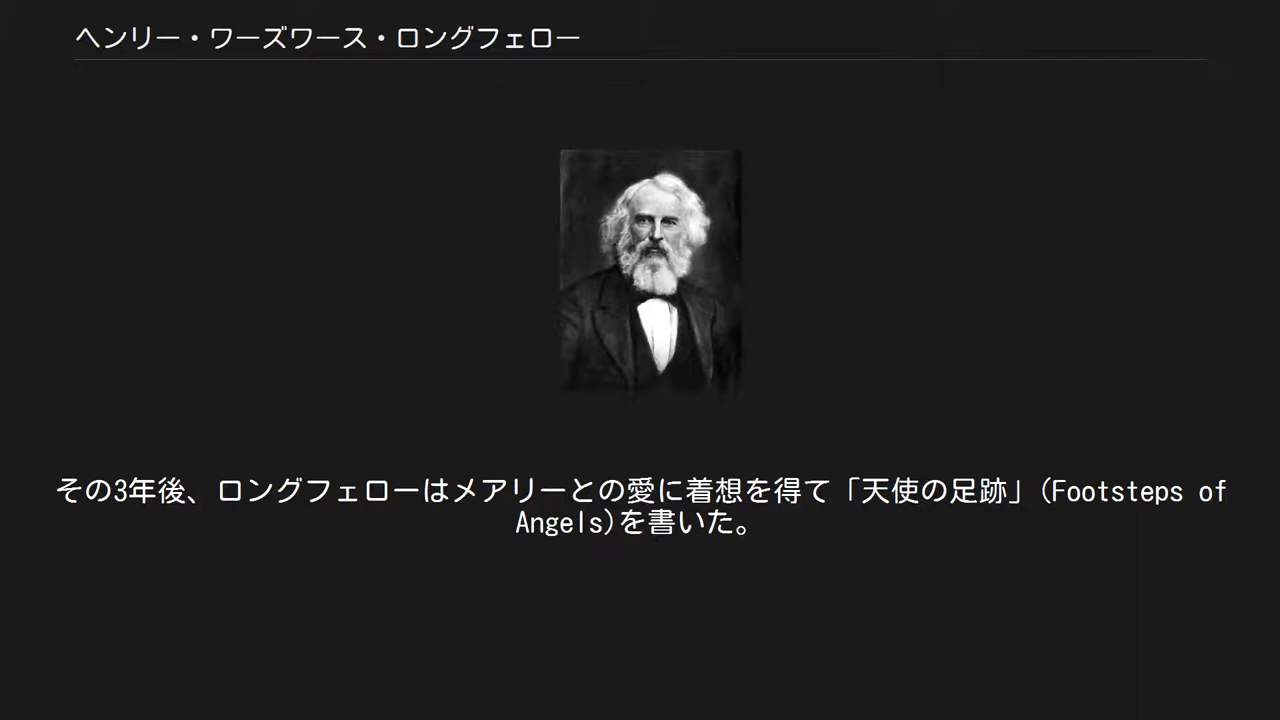 ヘンリー・ワーズワース・ロングフェロー
その3年後、ロングフェローはメアリーとの愛に着想を得て「天使の足跡」(Footsteps of
Angels)を書いた。